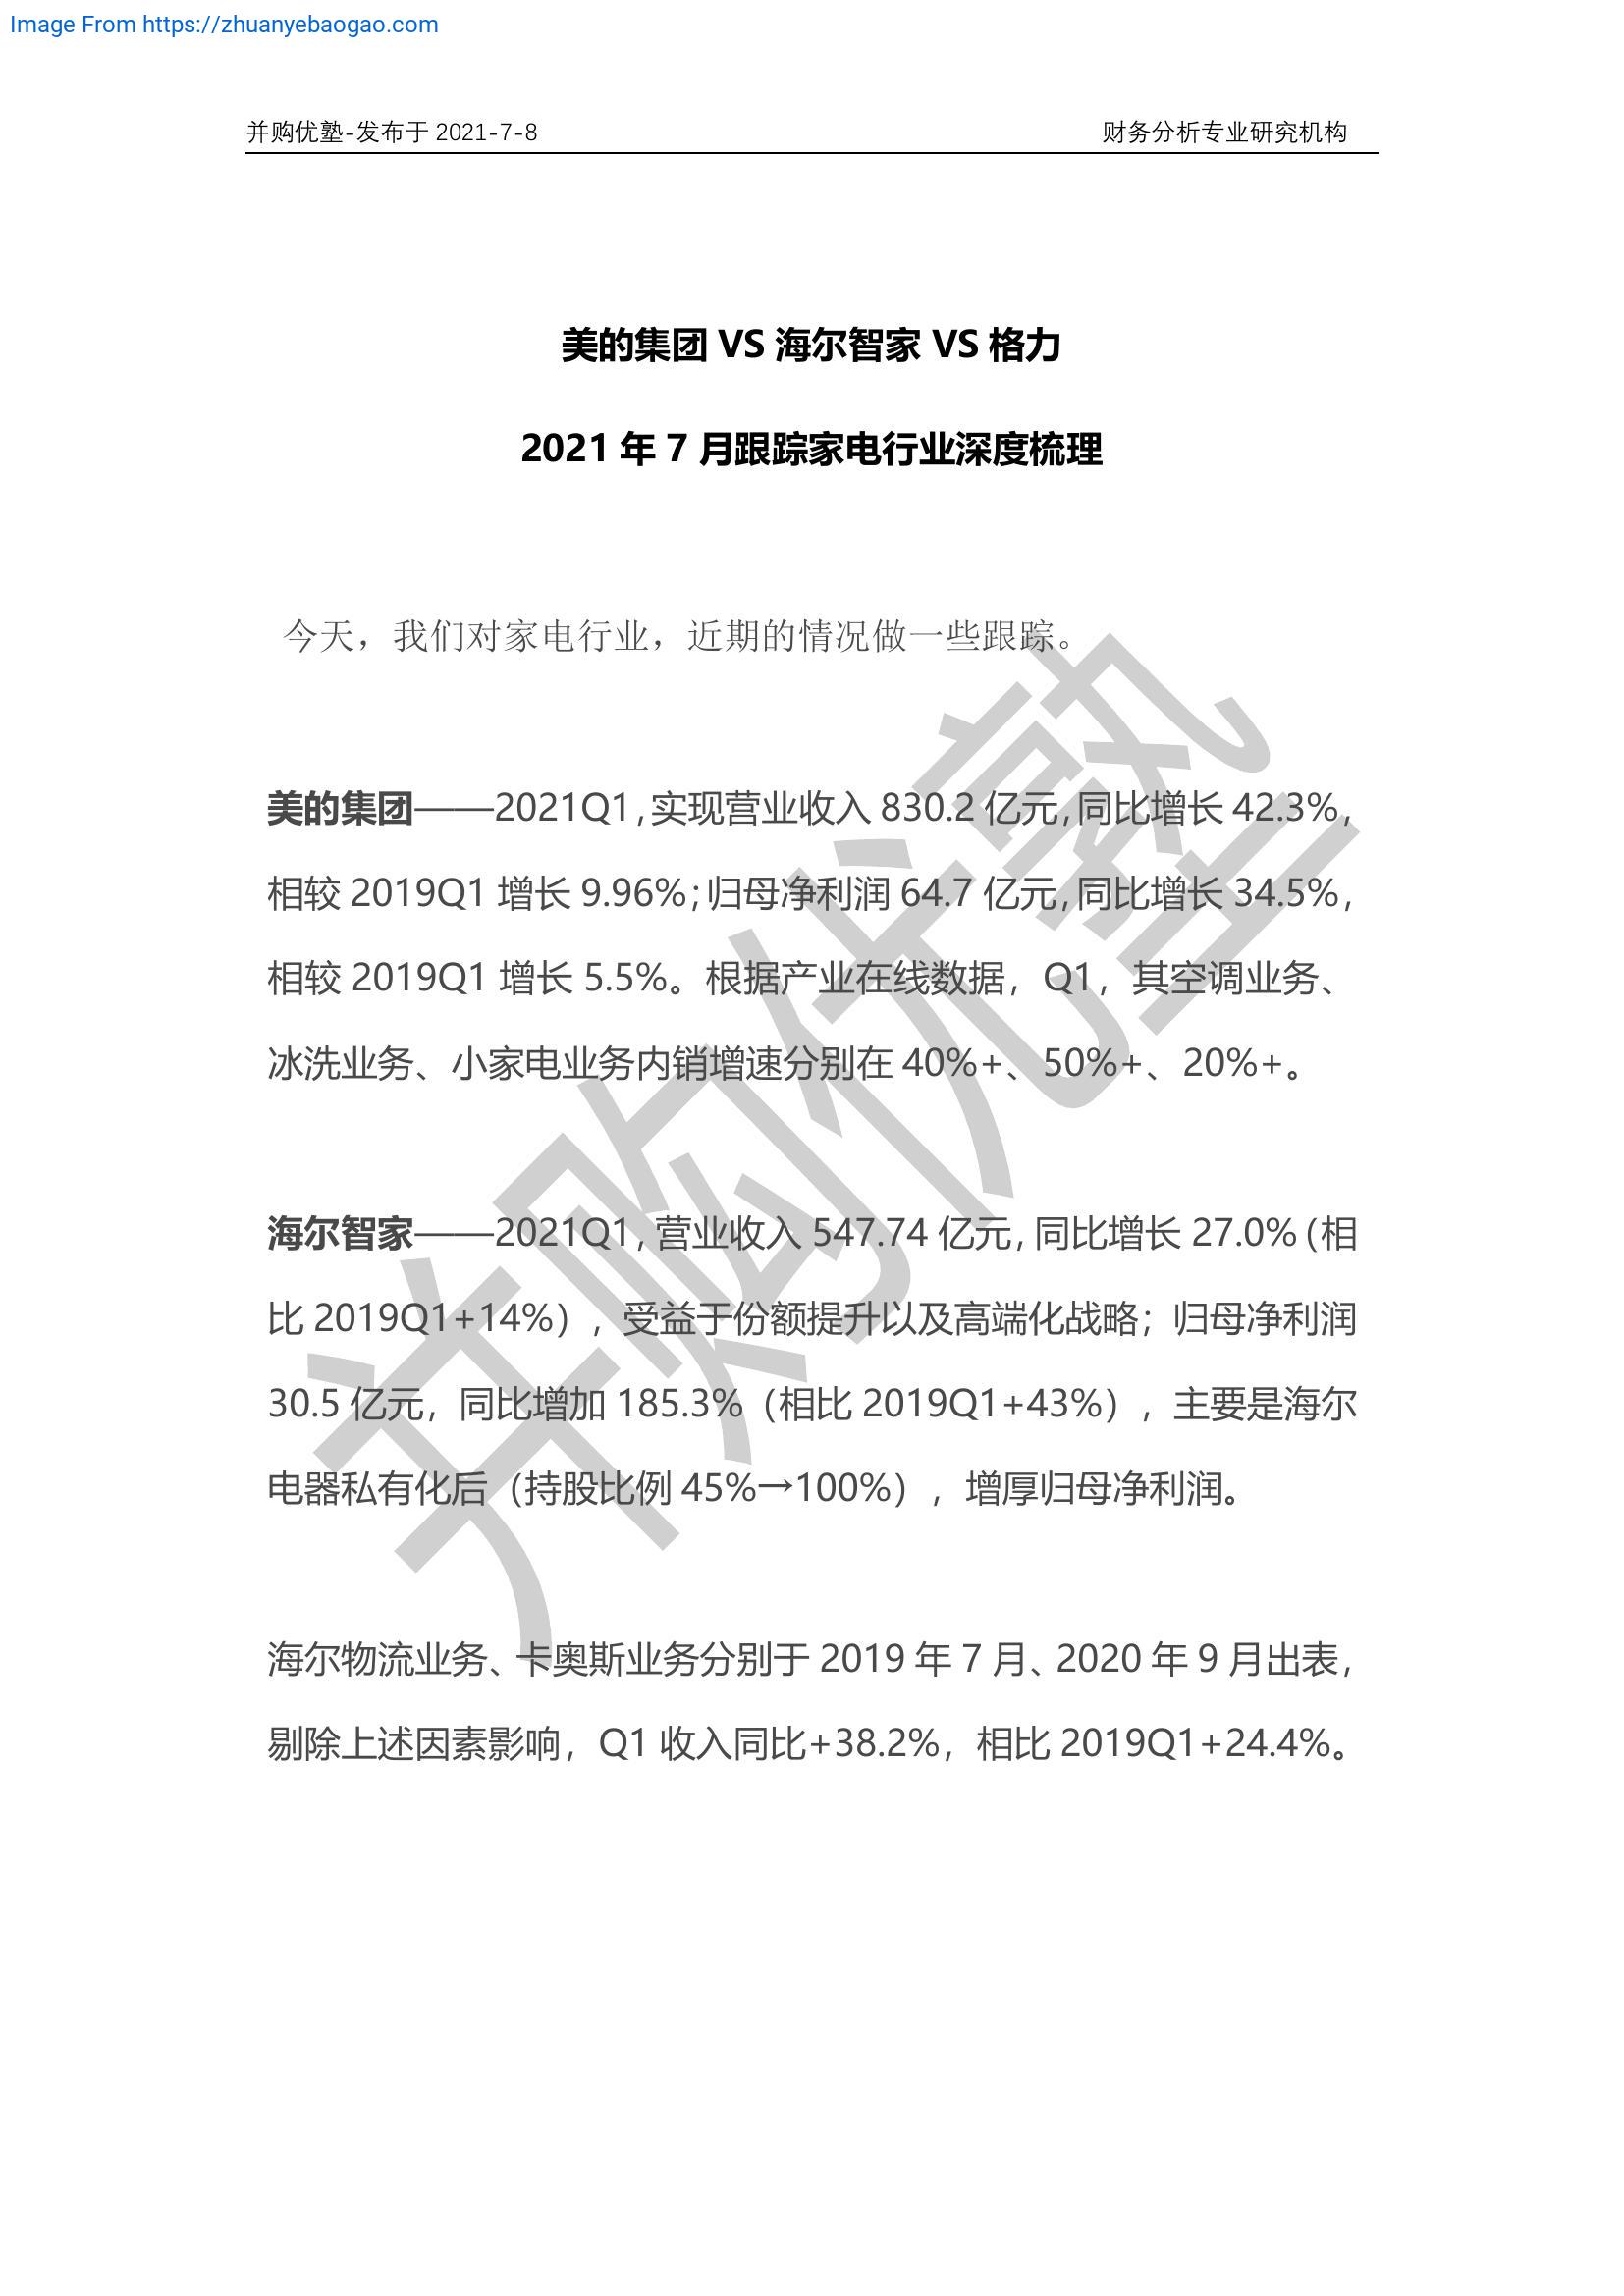 Image From https://zhuanyebaogao.com
并购优塾-发布于 2021-7-8 财务分析专业研究机构
美的集团 VS 海尔智家 VS 格力
2021 年 7 月跟踪家电行业深度梳理
今天，我们对家电行业，近期的情况做一些跟踪。
美的集团——2021Q1，实现营业收入 830.2 亿元，同比增长 42.3%，
相较 2019Q1 增长 9.96%；归母净利润 64.7 亿元，同比增长 34.5%，
相较 2019Q1 增长 5.5%。根据产业在线数据，Q1，其空调业务、
冰洗业务、小家电业务内销增速分别在 40%+、50%+、20%+。
海尔智家——2021Q1，营业收入 547.74 亿元，同比增长 27.0%（相
比 2019Q1+14%），受益于份额提升以及高端化战略；归母净利润
30.5 亿元，同比增加 185.3%（相比 2019Q1+43%），主要是海尔
电器私有化后（持股比例 45%→100%），增厚归母净利润。
海尔物流业务、卡奥斯业务分别于 2019 年 7 月、2020 年 9 月出表，
剔除上述因素影响，Q1 收入同比+38.2%，相比 2019Q1+24.4%。
并购优塾